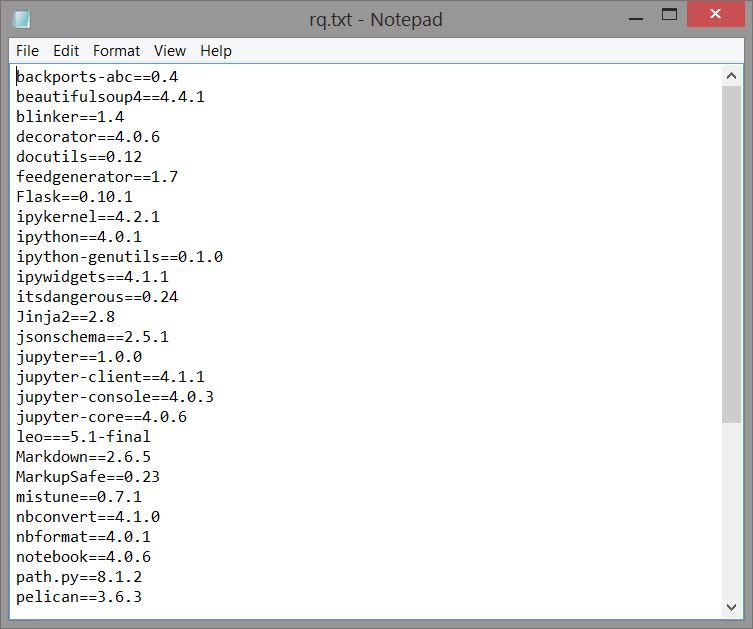 rq.txt - Notepad
File Edit Format View Help
backports-abc==0.4
beautifulsoup4==4.4.1
blinker==1.4
decorator==4.0.6
docutils==0.12
feedgenerator==1.7
Flask==0.10.1
ipykernel==4.2.1
ipython==4.0.1
ipython-genutils==0.1.0
ipywidgets==4.1.1
itsdangerous==0.24
Jinja2==2.8
jsonschema==2.5.1
jupyter==1.0.0
jupyter-client==4.1.1
jupyter-console==4.0.3
jupyter-core==4.0.6
leo===5.1-final
Markdown==2.6.5
MarkupSafe==0.23
mistune==0.7.1
nbconvert==4.1.0
nbformat==4.0.1
notebook==4.0.6
path.py==8.1.2
pelican==3.6.3